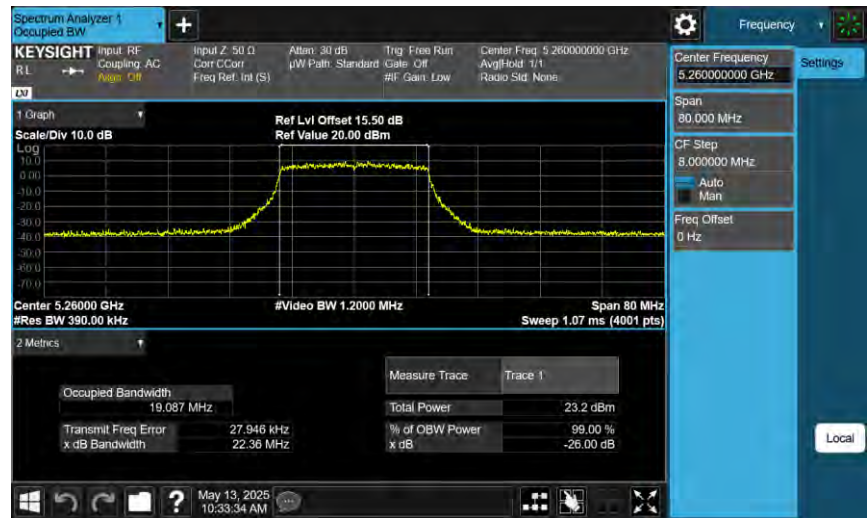 Spectrum Analyzer 1
Occupied BW
Frequency
KEYSIGHT
RL
LXI
Input: RF
Coupling: AC
Align: Off
Input Z: 50 Ω
Corr CCorr
Freq Ref: Int (S)
Atten: 30 dB
µW Path: Standard
Trig: Free Run
Gate: Off
#IF Gain: Low
Center Freq: 5.260000000 GHz
Avg|Hold: 1/1
Radio Std: None
1 Graph
Scale/Div 10.0 dB
Ref Lvl Offset 15.50 dB
Ref Value 20.00 dBm
Log
10.0
0.00
-10.0
-20.0
-30.0
-40.0
-50.0
-60.0
-70.0
Center 5.26000 GHz
#Video BW 1.2000 MHz
Span 80 MHz
#Res BW 390.00 kHz
Sweep 1.07 ms (4001 pts)
2 Metrics
Measure Trace Trace 1
Occupied Bandwidth
19.087 MHz
Total Power 23.2 dBm
Transmit Freq Error 27.946 kHz
% of OBW Power 99.00 %
x dB Bandwidth 22.36 MHz
x dB -26.00 dB
Center Frequency
5.260000000 GHz
Settings
Span
80.000 MHz
CF Step
8.000000 MHz
Auto
Man
Freq Offset
0 Hz
Local
?
May 13, 2025
10:33:34 AM